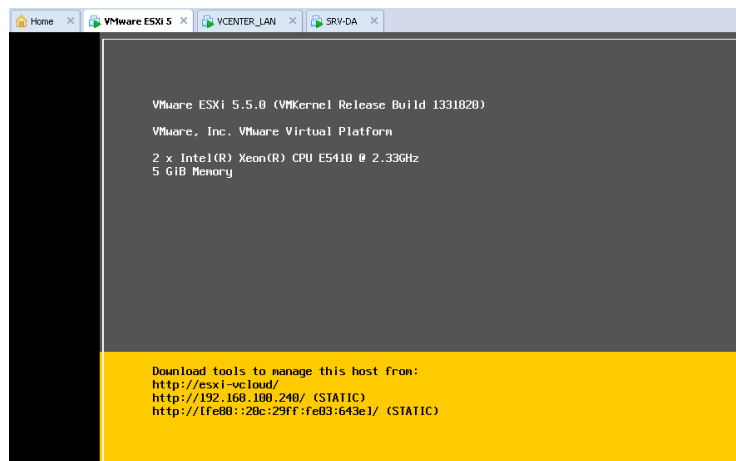 Home
VMware ESXi 5
VCENTER_LAN
SRV-DA
VMware ESXi 5.5.0 (VMKernel Release Build 1331820)
VMware, Inc. VMware Virtual Platform
2 x Intel(R) Xeon(R) CPU E5410 @ 2.33GHz
5 GiB Memory
Download tools to manage this host from:
http://esxi-vcloud/
http://192.168.100.240/ (STATIC)
http://[fe80::20c:29ff:fe03:643e]/ (STATIC)